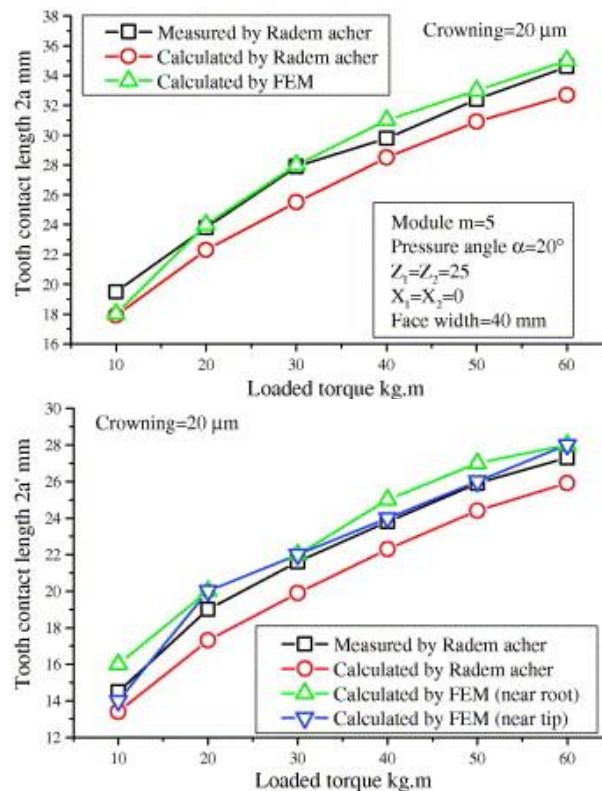 38
36
34
32
30
28
26
24
22
20
18
16
Tooth contact length 2a mm
Measured by Radem acher
Calculated by Radem acher
Calculated by FEM
Crowning=20 μm
Module m=5
Pressure angle α=20°
Z₁=Z₂=25
X₁=X₂=0
Face width=40 mm
10 20 30 40 50 60
Loaded torque kg.m
30
28
26
24
22
20
18
16
14
12
Tooth contact length 2a' mm
Crowning=20 μm
Measured by Radem acher
Calculated by Radem acher
Calculated by FEM (near root)
Calculated by FEM (near tip)
10 20 30 40 50 60
Loaded torque kg.m